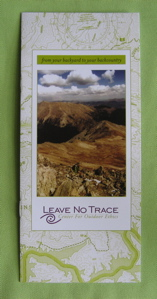 from your backyard to your backcountry
LEAVE NO TRACE
Center For Outdoor Ethics